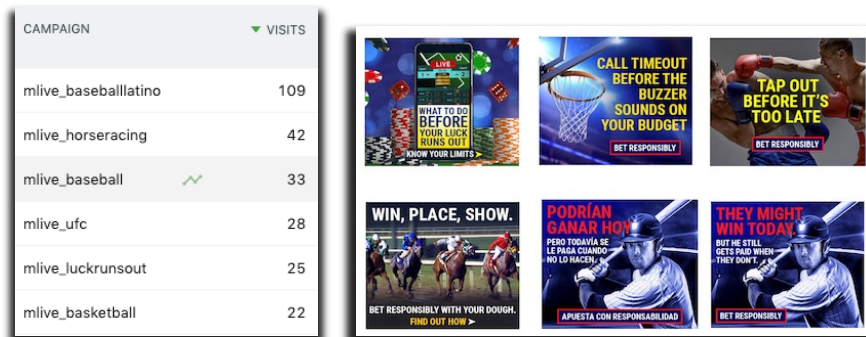 CAMPAIGN VISITS
mlive_baseballlatino 109
mlive_horseracing 42
mlive_baseball 33
mlive_ufc 28
mlive_luckrunsout 25
mlive_basketball 22
LIVE
WHAT TO DO
BEFORE
YOUR LUCK
RUNS OUT
KNOW YOUR LIMITS
CALL TIMEOUT
BEFORE THE
BUZZER
SOUNDS ON
YOUR BUDGET
BET RESPONSIBLY
TAP OUT
BEFORE IT'S
TOO LATE
BET RESPONSIBLY
WIN, PLACE, SHOW.
BET RESPONSIBLY WITH YOUR DOUGH.
FIND OUT HOW
PODRÍAN
GANAR HOY
PERO TODAVÍA SE
LE PAGA CUANDO
NO LO HACEN.
APUESTA CON RESPONSABILIDAD
THEY MIGHT
WIN TODAY
BUT HE STILL
GETS PAID WHEN
THEY DON'T.
BET RESPONSIBLY